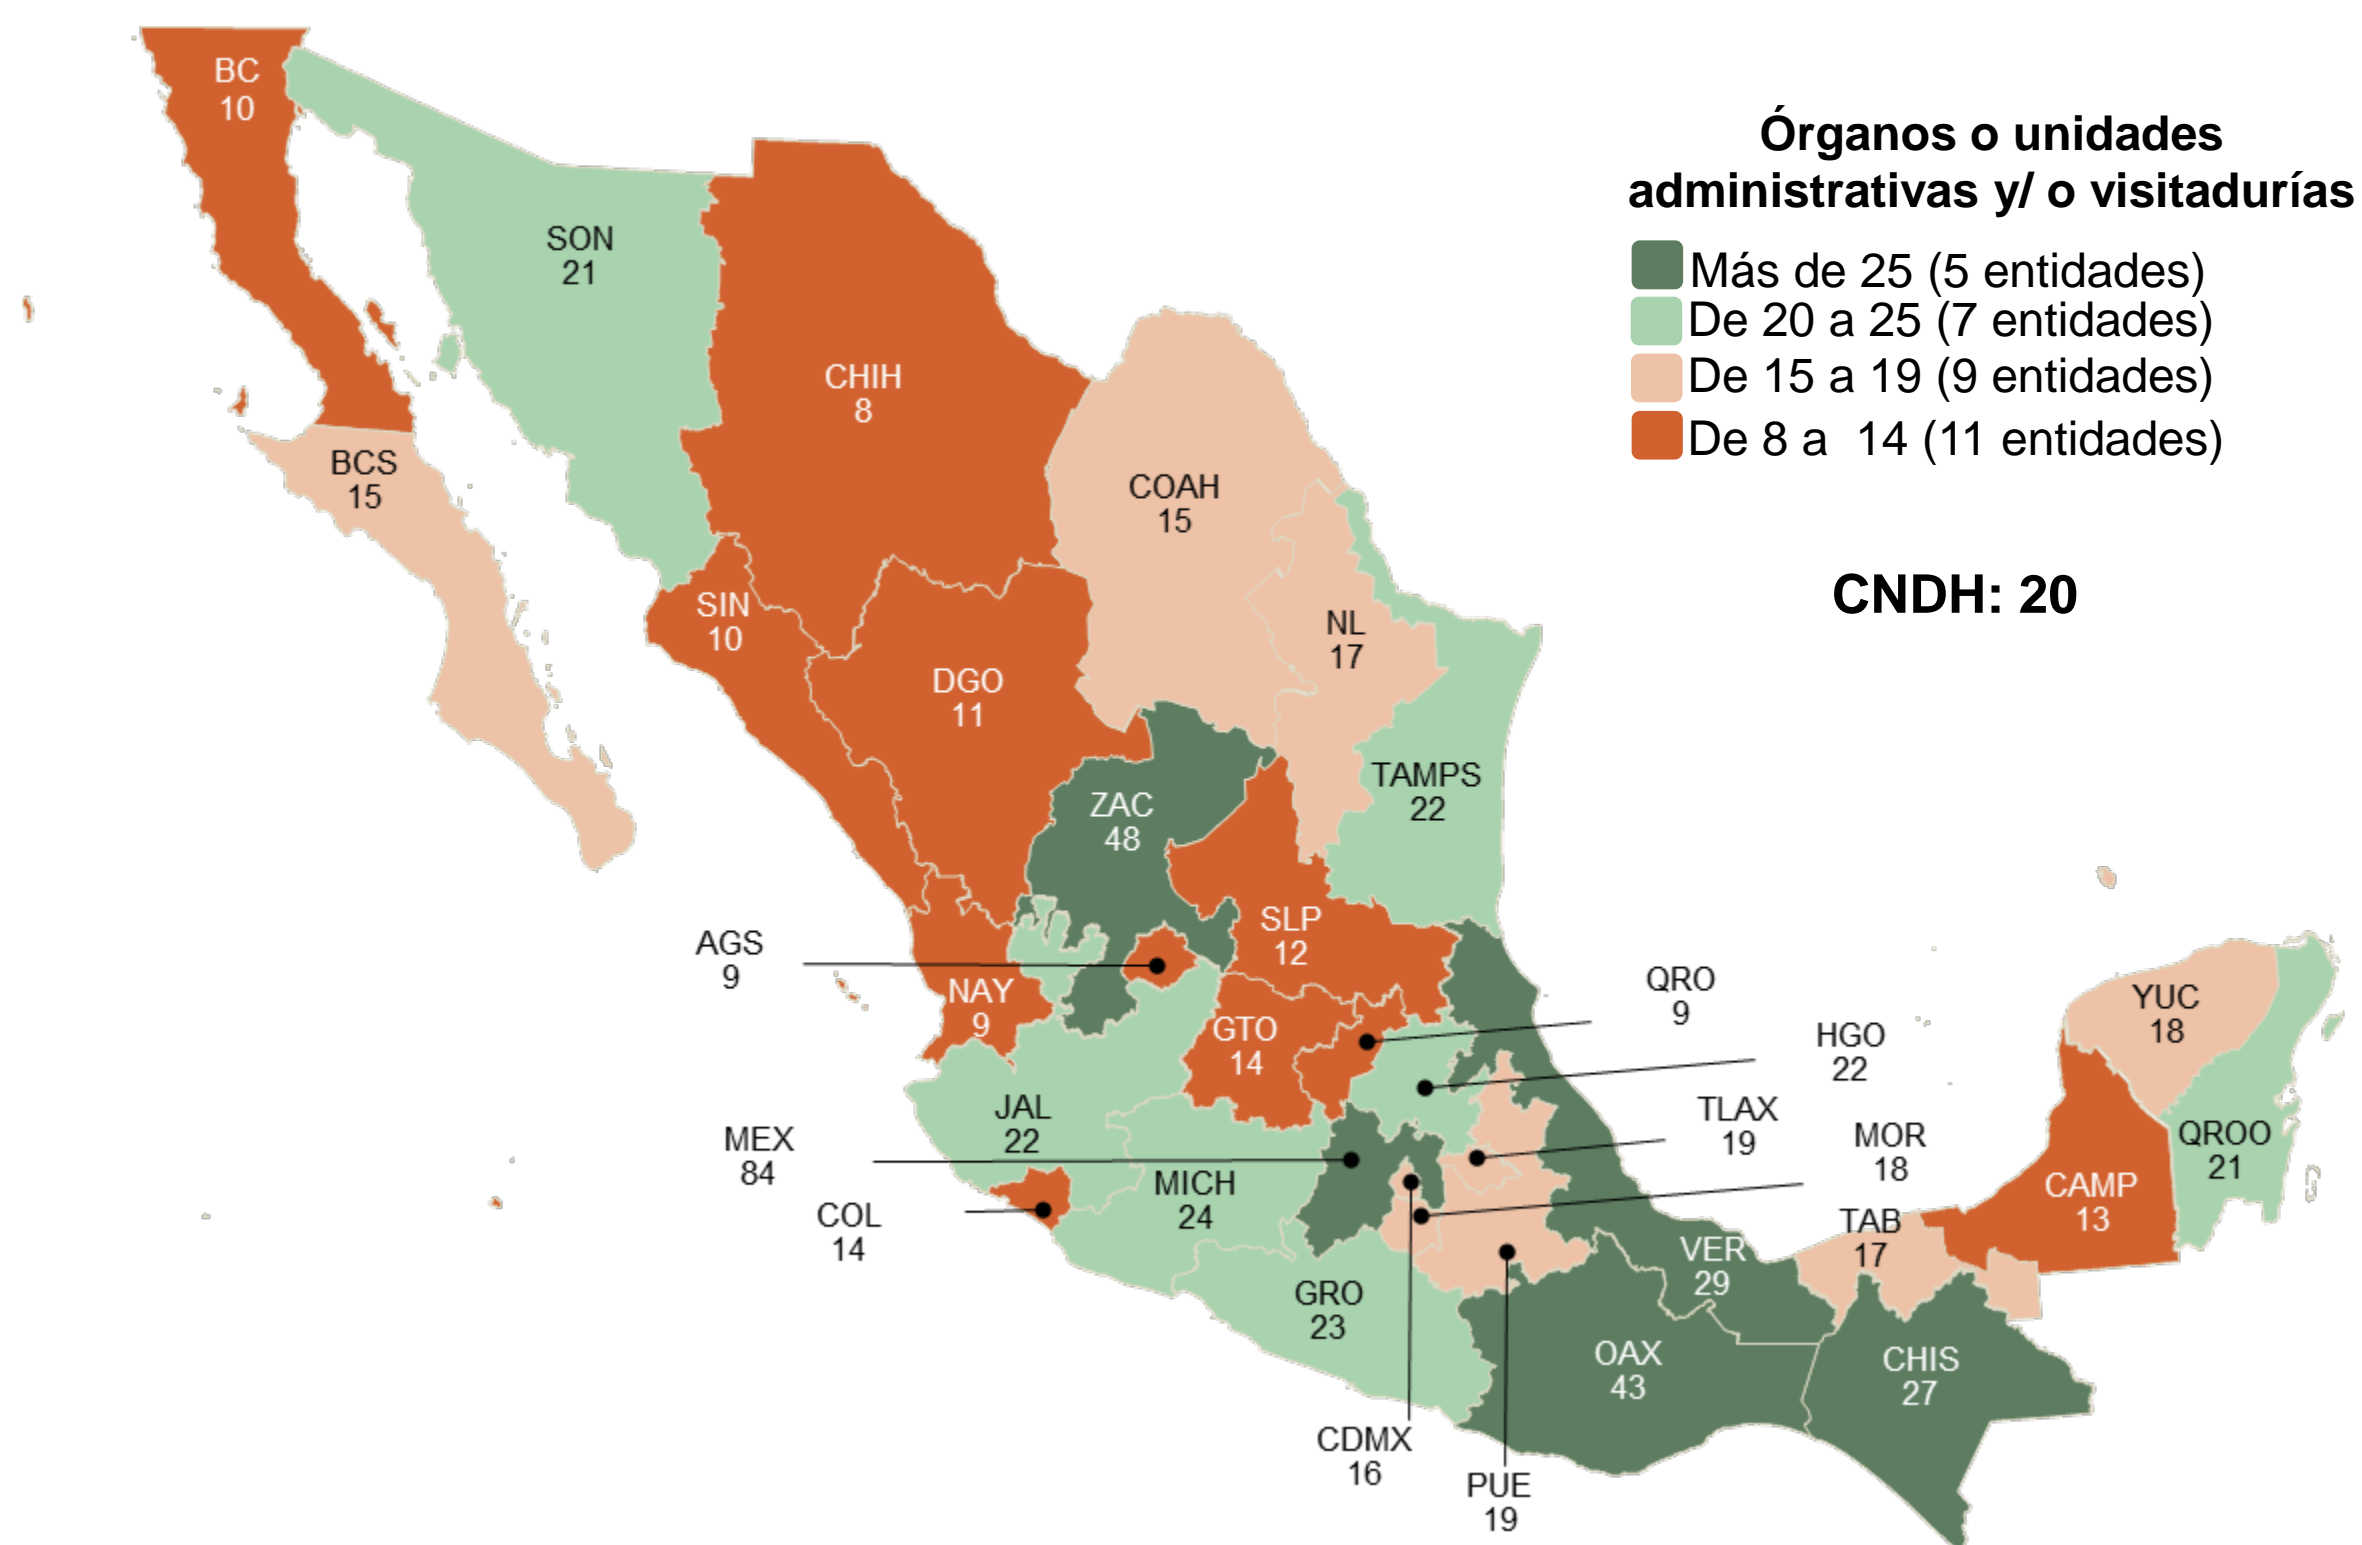 Órganos o unidades
administrativas y/ o visitadurías
Más de 25 (5 entidades)
De 20 a 25 (7 entidades)
De 15 a 19 (9 entidades)
De 8 a  14 (11 entidades)
CNDH: 20
BC
10
SON
21
CHIH
8
BCS
15
COAH
15
SIN
10
NL
17
DGO
11
TAMPS
22
ZAC
48
SLP
12
AGS
9
NAY
9
QRO
9
GTO
14
HGO
22
YUC
18
JAL
22
TLAX
19
MOR
18
QROO
21
MEX
84
MICH
24
CAMP
13
COL
14
TAB
17
VER
29
GRO
23
OAX
43
CHIS
27
CDMX
16
PUE
19